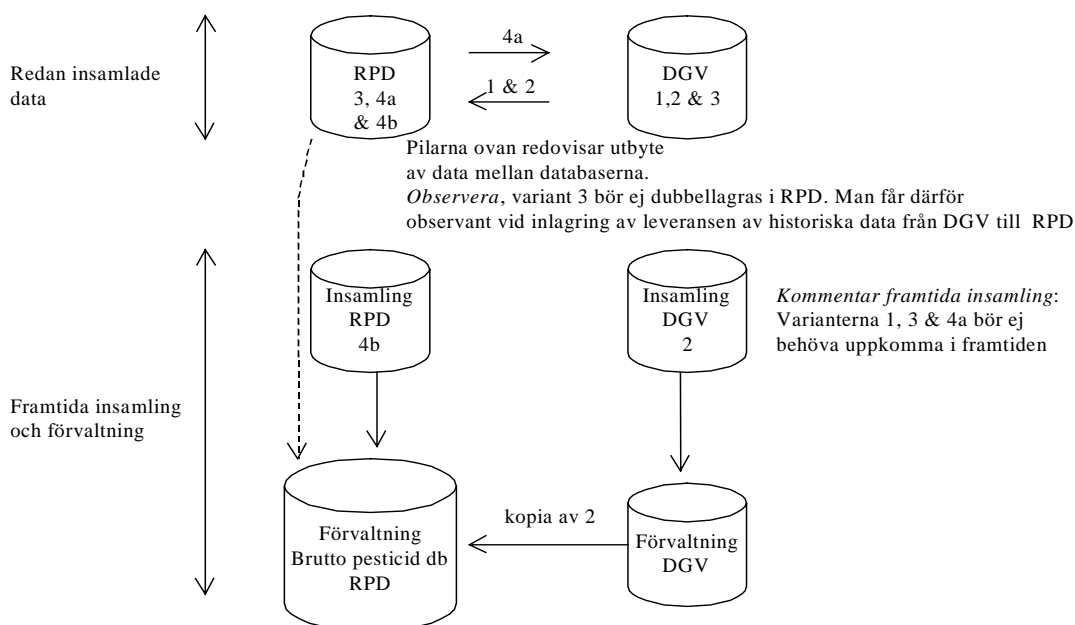 4a
Redan insamlade
data
RPD
3, 4a
& 4b
1 & 2
DGV
1,2 & 3
Pilarna ovan redovisar utbyte
av data mellan databaserna.
Observera, variant 3 bör ej dubbellagras i RPD. Man får därför
observant vid inlagring av leveransen av historiska data från DGV till RPD
Insamling
RPD
4b
Insamling
DGV
2
Kommentar framtida insamling:
Varianterna 1, 3 & 4a bör ej
behöva uppkomma i framtiden
Framtida insamling
och förvaltning
Förvaltning
Brutto pesticid db
RPD
kopia av 2
Förvaltning
DGV